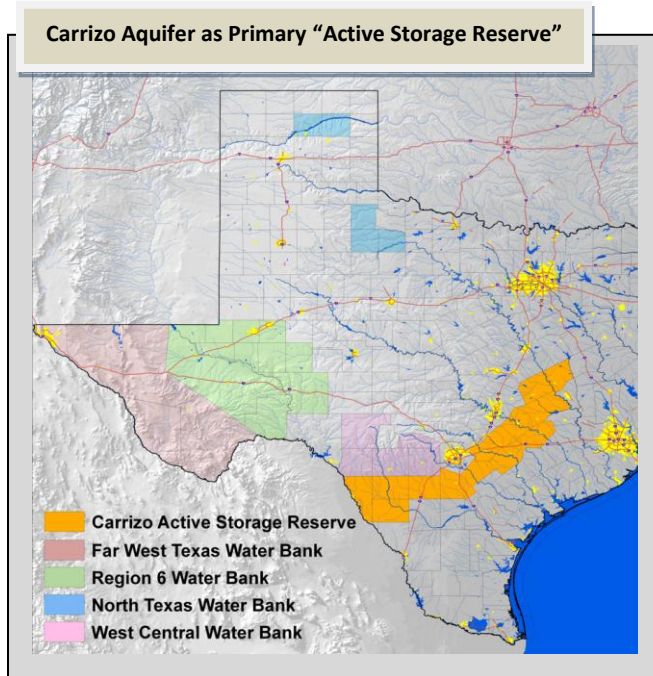 Carrizo Aquifer as Primary “Active Storage Reserve”
Carrizo Active Storage Reserve
Far West Texas Water Bank
Region 6 Water Bank
North Texas Water Bank
West Central Water Bank